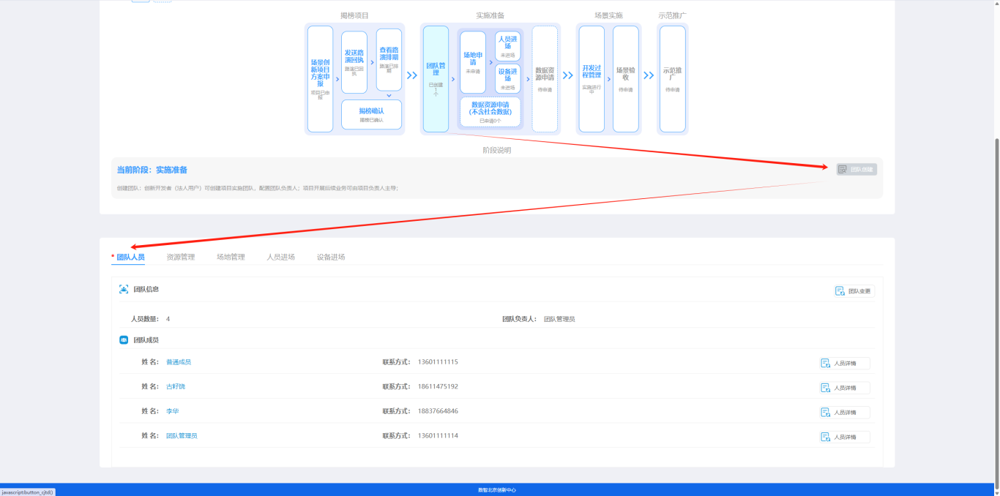 揭榜项目
实施准备
场景实施
示范推广
场景创
新项目
方案申
报
项目已申
报
发送路
演回执
路演已回
执
查看路
演排期
路演已排
期
揭榜确认
揭榜已确认
团队管
理
已创建
1
个
场地申
请
未申请
人员进
场
未进场
设备进
场
未进场
数据资源申请
(不含社会数据)
已申请0个
数据资
源申请
待申请
开发过
程管理
实施进行
中
场景验
收
待申请
示范推
广
待申请
阶段说明
当前阶段：实施准备
团队创建
创建团队：创新开发者（法人用户）可创建项目实施团队，配置团队负责人；项目开展后续业务可由项目负责人主导；
* 团队人员
资源管理
场地管理
人员进场
设备进场
团队信息
团队变更
人员数量： 4
团队负责人： 团队管理员
团队成员
姓 名： 普通成员 联系方式： 13601111115 人员详情
姓 名： 古籽饶 联系方式： 18611475192 人员详情
姓 名： 李华 联系方式： 18837664846 人员详情
姓 名： 团队管理员 联系方式： 13601111114 人员详情
数智北京创新中心
javascript:button_cjtd()